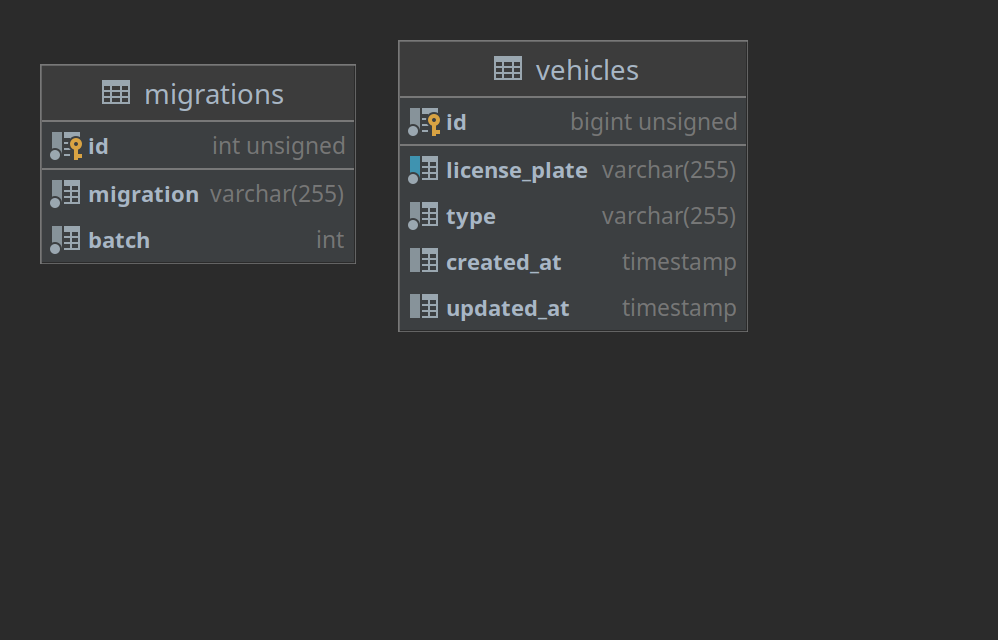 migrations
id int unsigned
migration varchar(255)
batch int
vehicles
id bigint unsigned
license_plate varchar(255)
type varchar(255)
created_at timestamp
updated_at timestamp